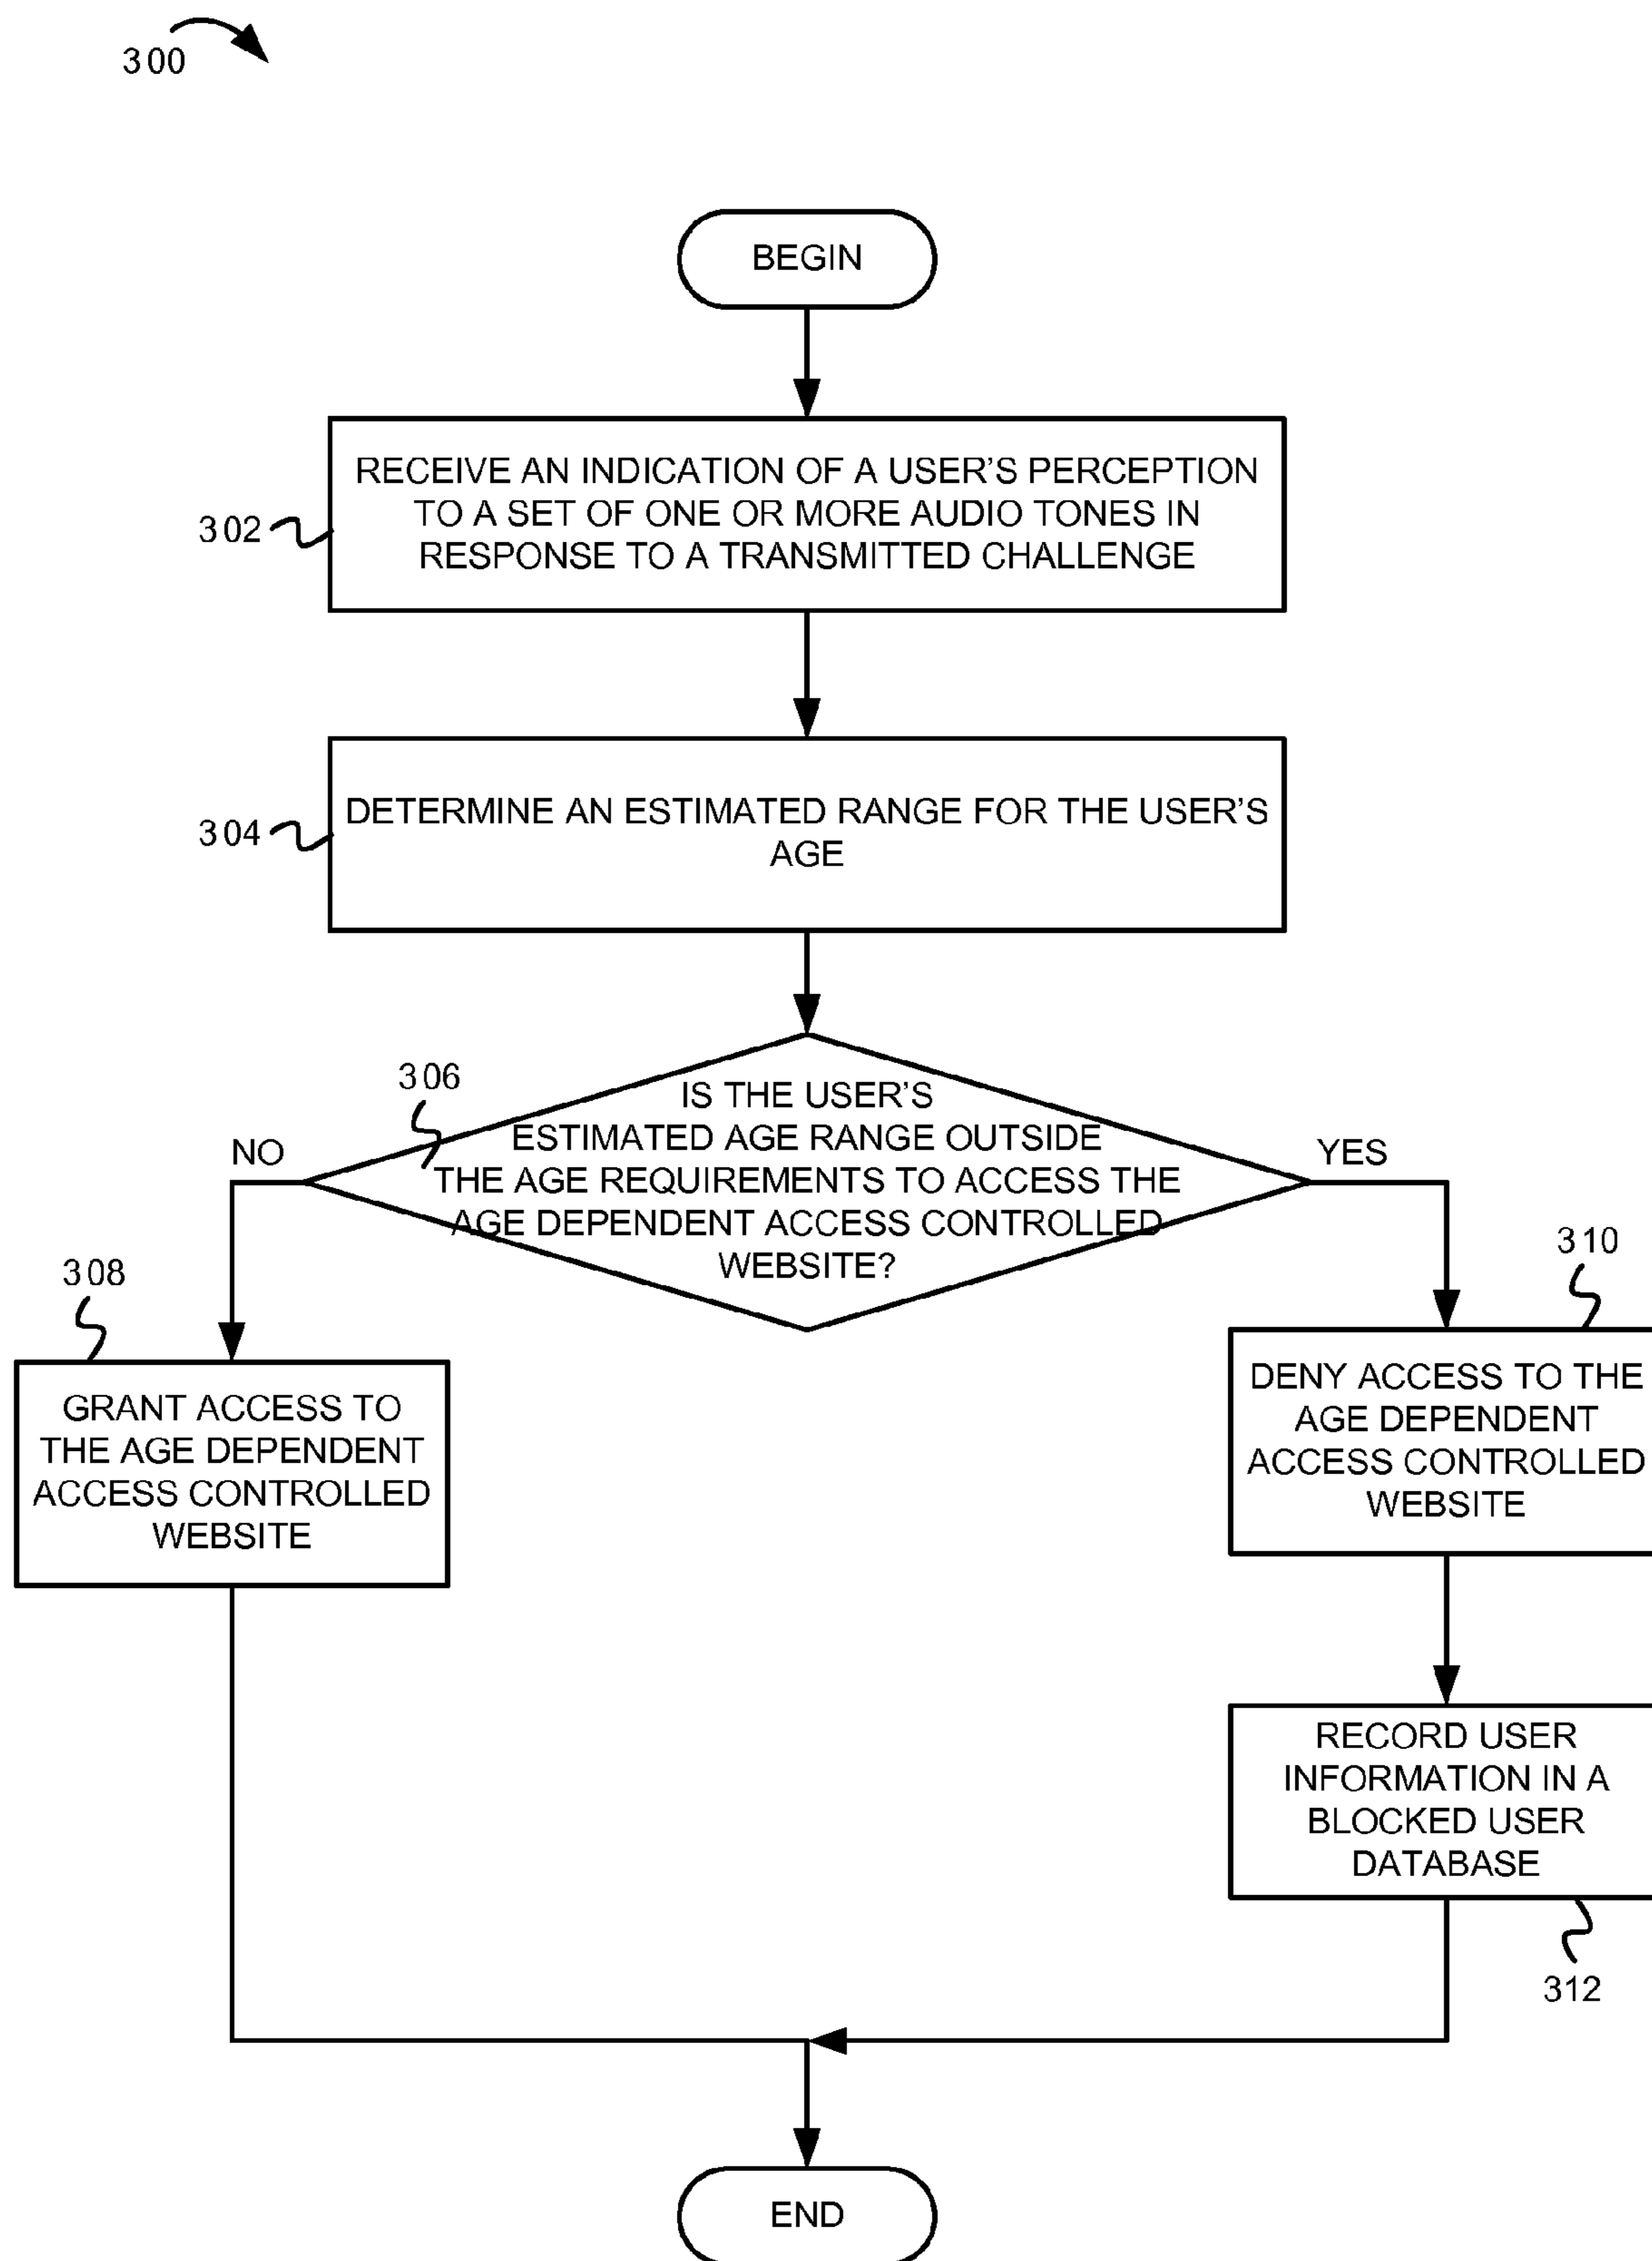 300
BEGIN
RECEIVE AN INDICATION OF A USER'S PERCEPTION
TO A SET OF ONE OR MORE AUDIO TONES IN
RESPONSE TO A TRANSMITTED CHALLENGE
302
DETERMINE AN ESTIMATED RANGE FOR THE USER'S
AGE
304
306
IS THE USER'S
ESTIMATED AGE RANGE OUTSIDE
THE AGE REQUIREMENTS TO ACCESS THE
AGE DEPENDENT ACCESS CONTROLLED
WEBSITE?
NO
YES
308
GRANT ACCESS TO
THE AGE DEPENDENT
ACCESS CONTROLLED
WEBSITE
310
DENY ACCESS TO THE
AGE DEPENDENT
ACCESS CONTROLLED
WEBSITE
RECORD USER
INFORMATION IN A
BLOCKED USER
DATABASE
312
END